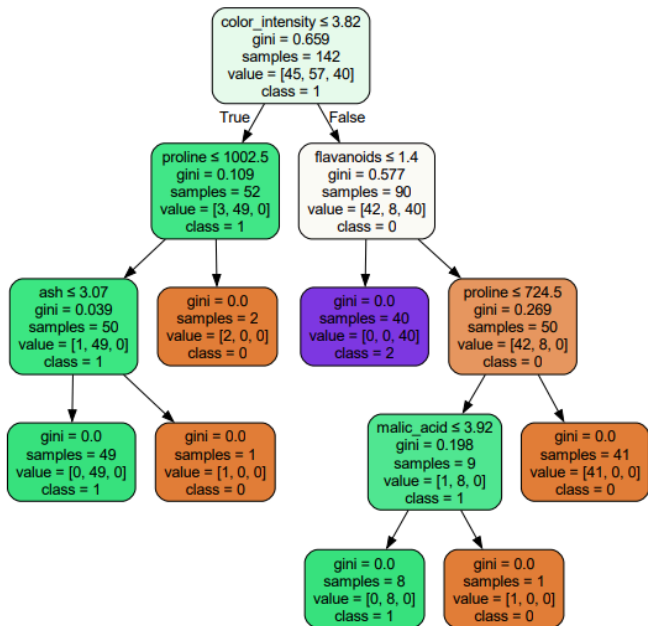 color_intensity ≤ 3.82
gini = 0.659
samples = 142
value = [45, 57, 40]
class = 1
True
False
proline ≤ 1002.5
gini = 0.109
samples = 52
value = [3, 49, 0]
class = 1
flavanoids ≤ 1.4
gini = 0.577
samples = 90
value = [42, 8, 40]
class = 0
ash ≤ 3.07
gini = 0.039
samples = 50
value = [1, 49, 0]
class = 1
gini = 0.0
samples = 2
value = [2, 0, 0]
class = 0
gini = 0.0
samples = 40
value = [0, 0, 40]
class = 2
proline ≤ 724.5
gini = 0.269
samples = 50
value = [42, 8, 0]
class = 0
gini = 0.0
samples = 49
value = [0, 49, 0]
class = 1
gini = 0.0
samples = 1
value = [1, 0, 0]
class = 0
malic_acid ≤ 3.92
gini = 0.198
samples = 9
value = [1, 8, 0]
class = 1
gini = 0.0
samples = 41
value = [41, 0, 0]
class = 0
gini = 0.0
samples = 8
value = [0, 8, 0]
class = 1
gini = 0.0
samples = 1
value = [1, 0, 0]
class = 0